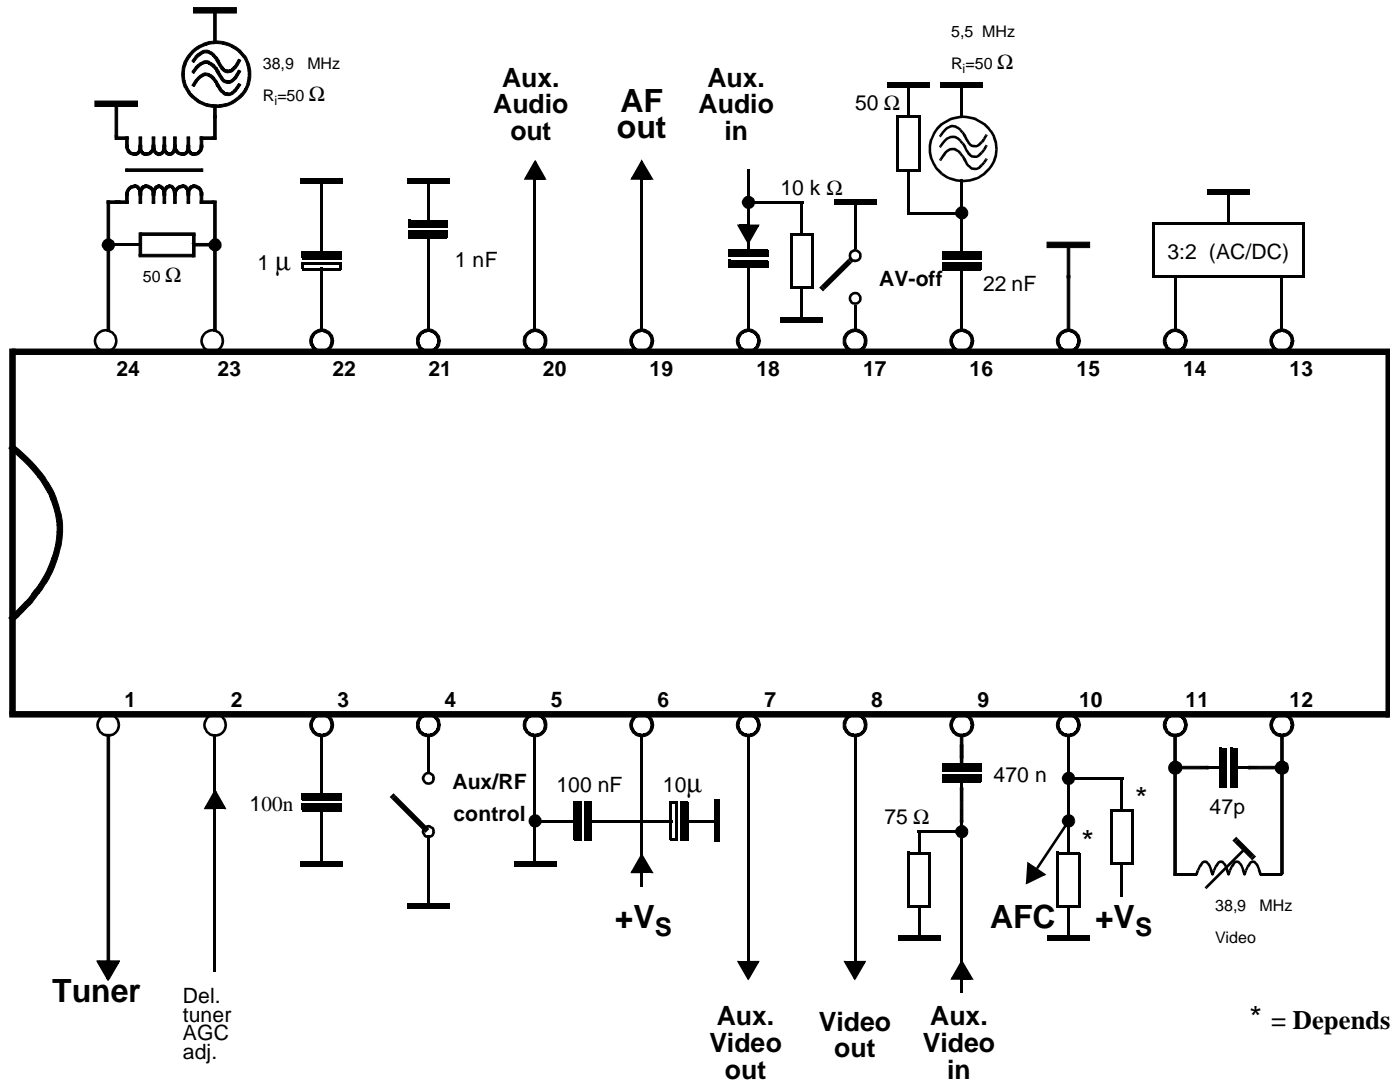 38,9 MHz
Ri=50 Ω
5,5 MHz
Ri=50 Ω
Aux.
Audio
out
AF
out
Aux.
Audio
in
50 Ω
10 k Ω
50 Ω
1 μ
1 nF
AV-off
22 nF
3:2 (AC/DC)
24 23 22 21 20 19 18 17 16 15 14 13
1 2 3 4 5 6 7 8 9 10 11 12
100n
Aux/RF
control
100 nF
10μ
+VS
470 n
75 Ω
*
*
AFC
+VS
47p
38,9 MHz
Video
Tuner
Del.
tuner
AGC
adj.
Aux.
Video
out
Video
out
Aux.
Video
in
* = Depends